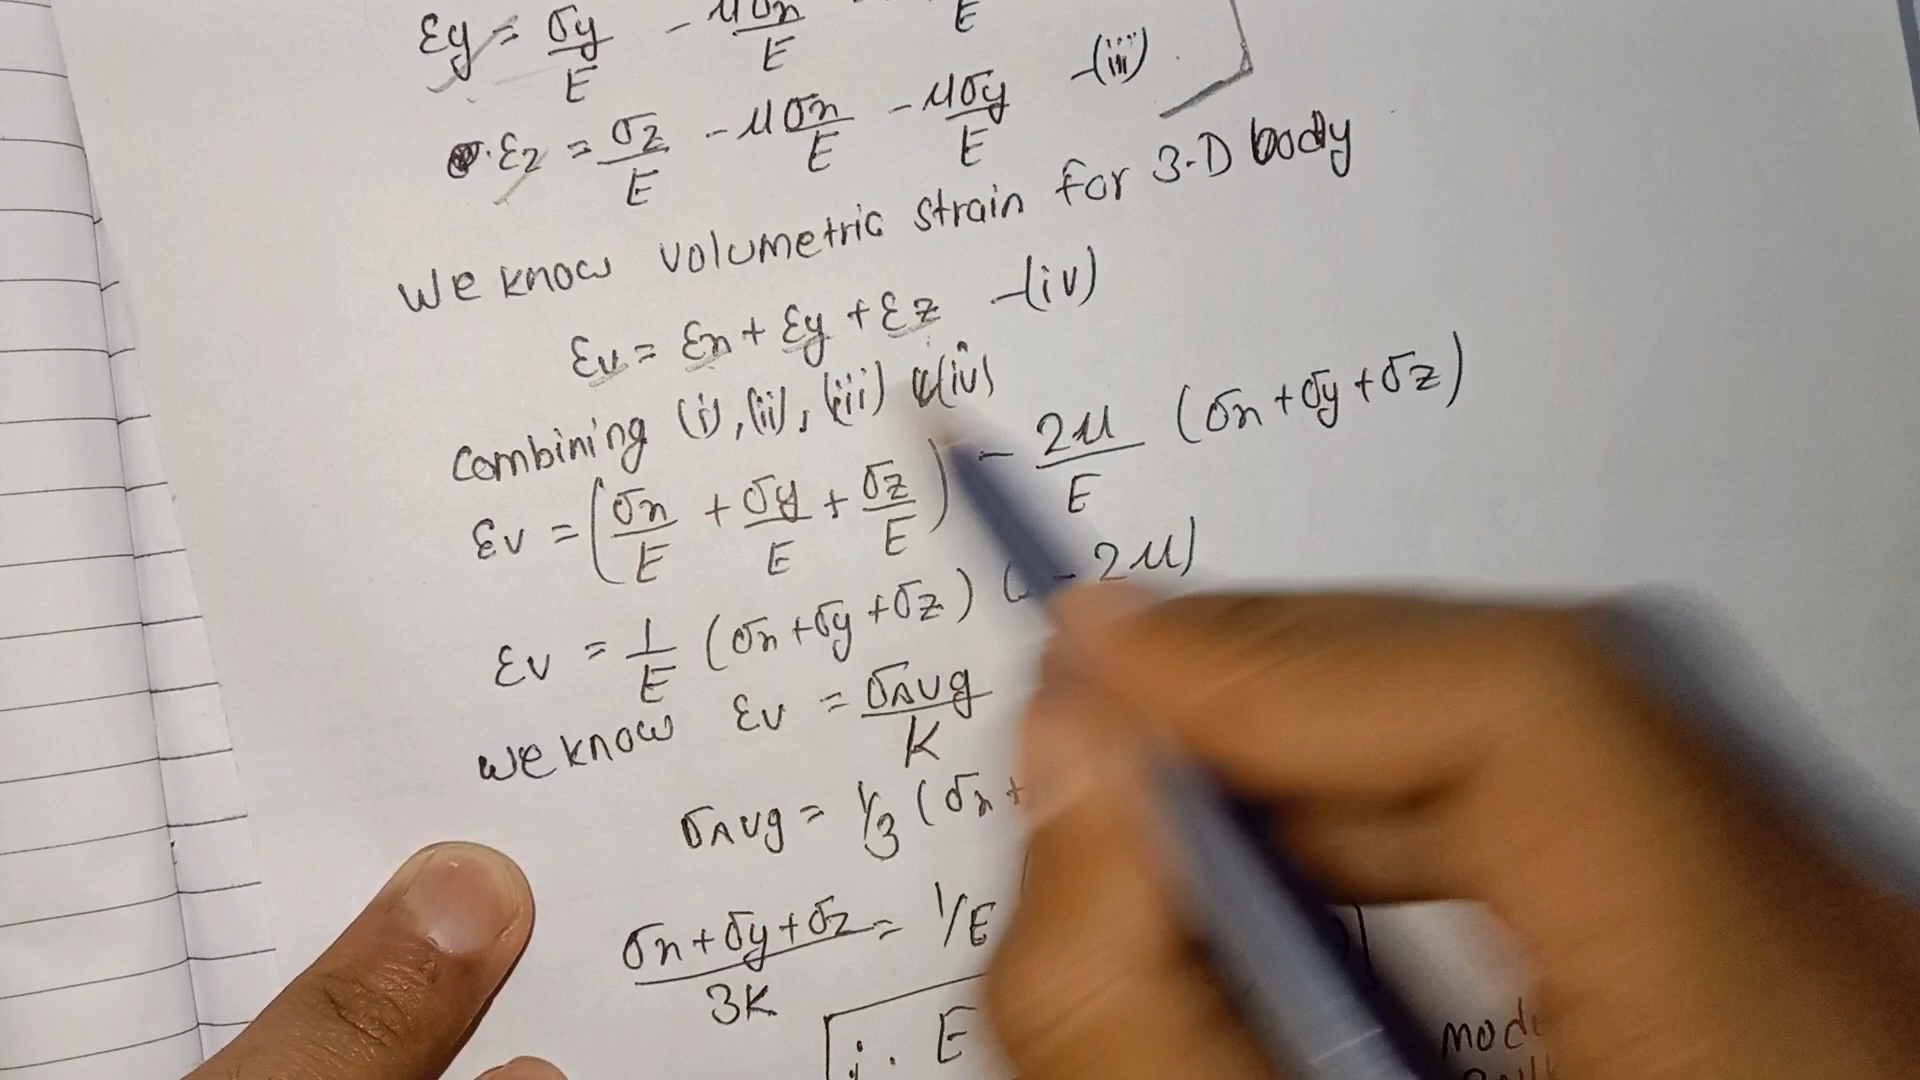 εy = σy/E - μσx/E
εz = σz/E - μσx/E - μσy/E -(iii)
We know volumetric strain for 3-D body
εv = εx + εy + εz -(iv)
Combining (i), (ii), (iii) & (iv)
εv = (σx/E + σy/E + σz/E) - 2μ/E (σx + σy + σz)
εv = 1/E (σx + σy + σz) ( - 2μ)
We know εv = σAvg/K
σAvg = 1/3 (σx +
σx + σy + σz/3K = 1/E
∴ E